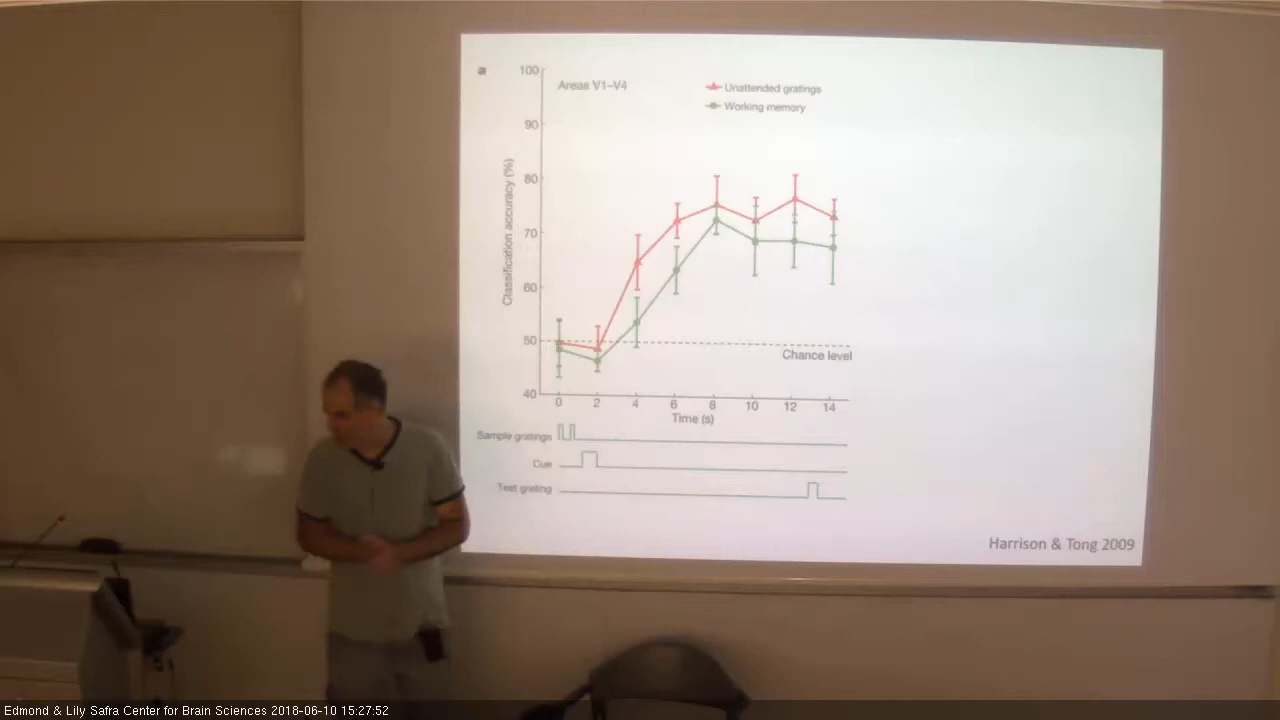 a
100
Areas V1–V4
Unattended gratings
Working memory
90
80
70
60
50
40
Classification accuracy (%)
Chance level
0 2 4 6 8 10 12 14
Time (s)
Sample gratings
Cue
Test grating
Harrison & Tong 2009
Edmond & Lily Safra Center for Brain Sciences 2018-06-10 15:27:52